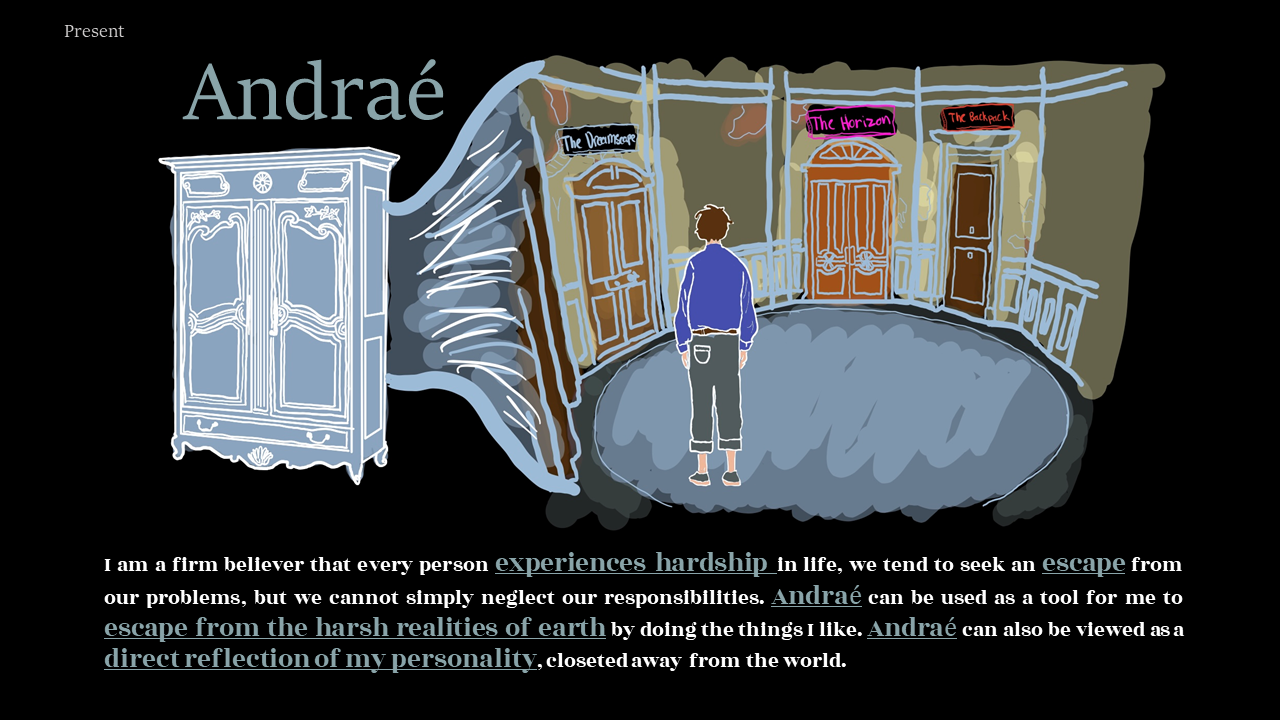 Present
Andraé
The Dreamscape
The Horizon
The Backpack
I am a firm believer that every person experiences hardship in life, we tend to seek an escape from
our problems, but we cannot simply neglect our responsibilities. Andraé can be used as a tool for me to
escape from the harsh realities of earth by doing the things I like. Andraé can also be viewed as a
direct reflection of my personality, closeted away from the world.